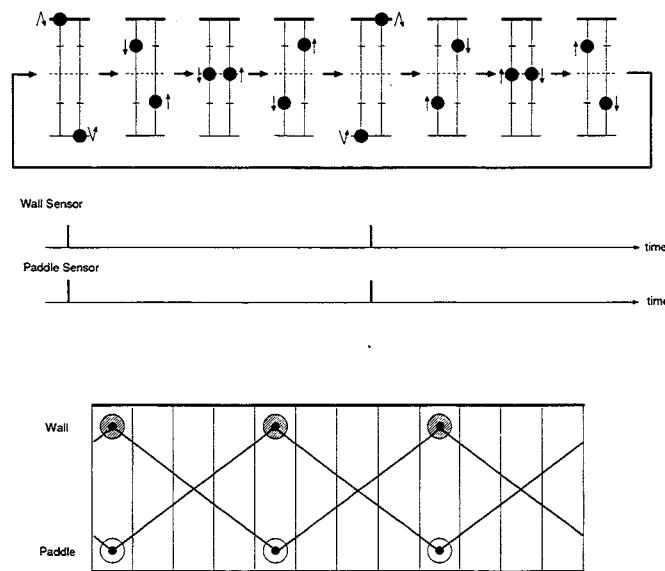 Wall Sensor
time
Paddle Sensor
time
Wall
Paddle